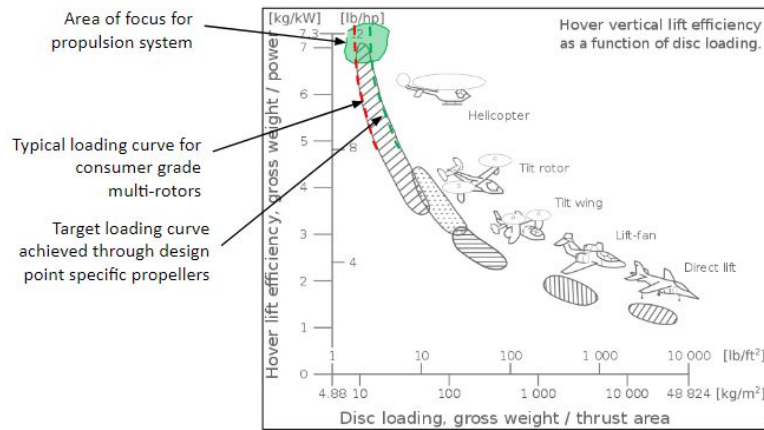 Area of focus for
propulsion system
Typical loading curve for
consumer grade
multi-rotors
Target loading curve
achieved through design
point specific propellers
[kg/kW] [lb/hp]
Hover vertical lift efficiency
as a function of disc loading.
7.3 12
7
6
5
8
4
3
4
2
1
0
Hover lift efficiency, gross weight / power
Helicopter
Tilt rotor
Tilt wing
Lift-fan
Direct lift
1 10 100 1 000 10 000 [lb/ft²]
4.88 10 100 1 000 10 000 48 824 [kg/m²]
Disc loading, gross weight / thrust area